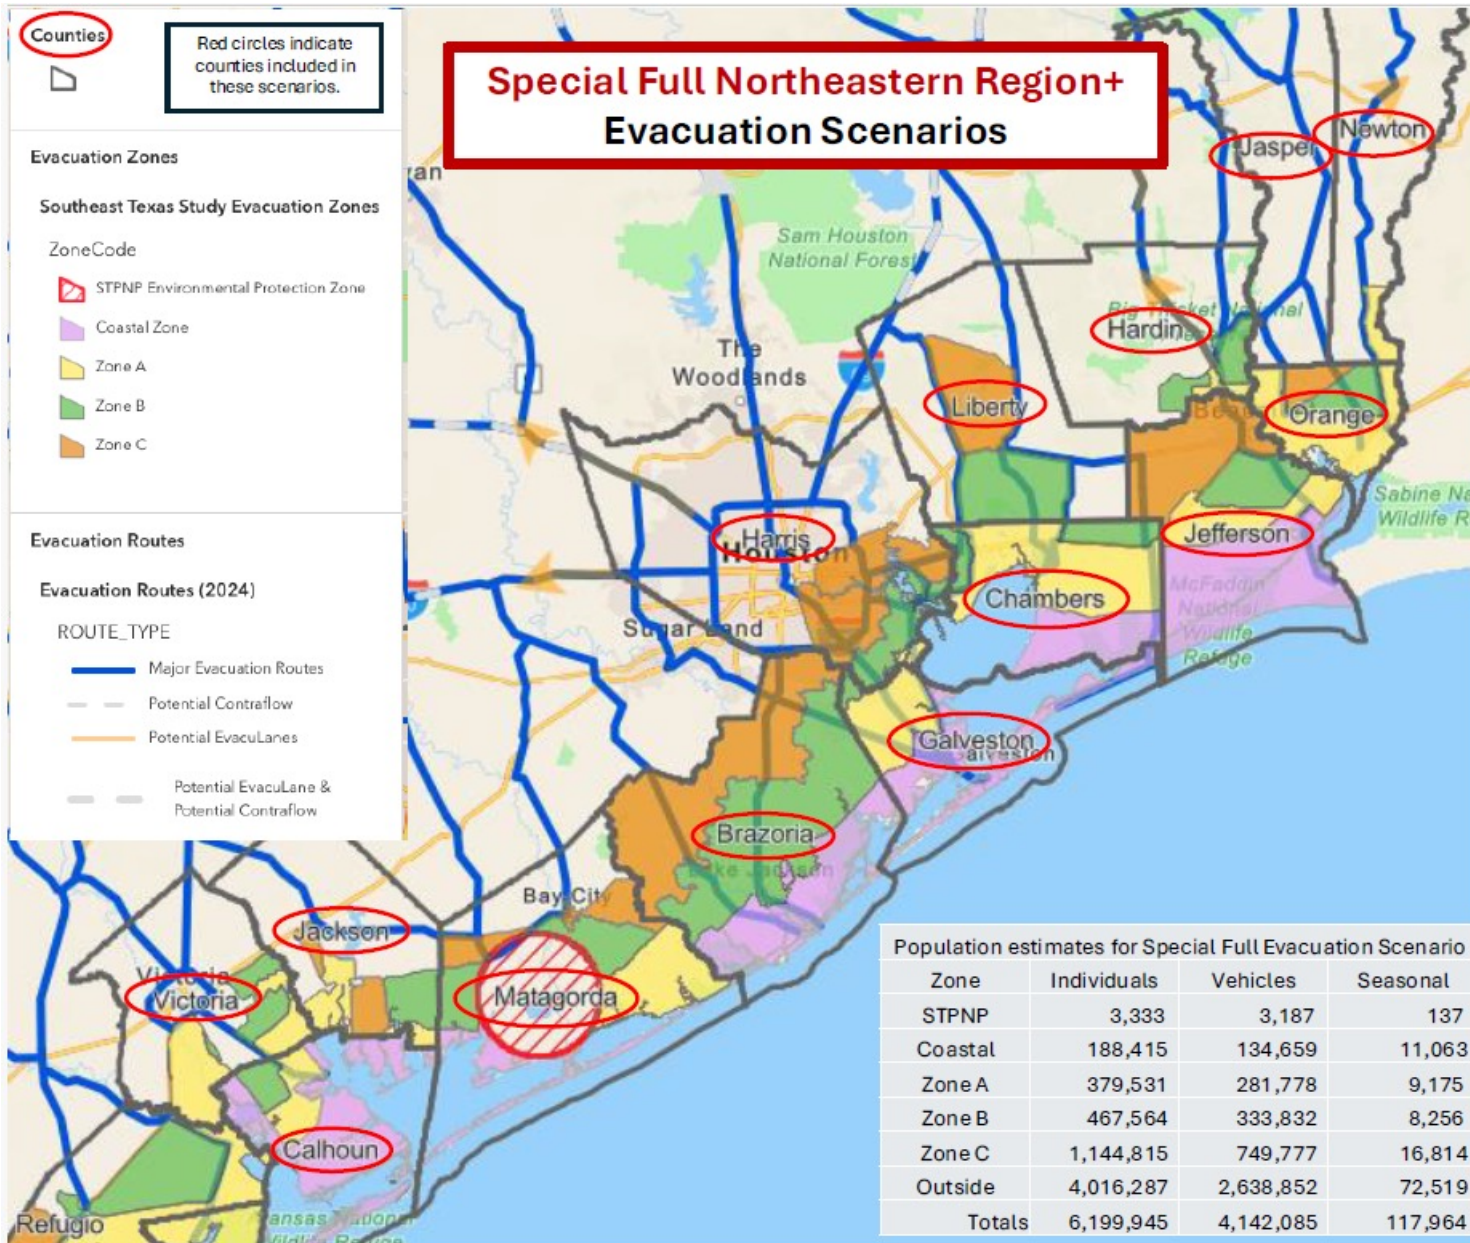 Counties
Red circles indicate
counties included in
these scenarios.
Special Full Northeastern Region+
Evacuation Scenarios
Evacuation Zones
Southeast Texas Study Evacuation Zones
ZoneCode
STPNP Environmental Protection Zone
Coastal Zone
Zone A
Zone B
Zone C
Evacuation Routes
Evacuation Routes (2024)
ROUTE_TYPE
Major Evacuation Routes
Potential Contraflow
Potential EvacuLanes
Potential EvacuLane &
Potential Contraflow
Newton
Jasper
Sam Houston
National Forest
Hardin
The
Woodlands
Liberty
Orange
Sabine Na
Wildlife R
Harris
Houston
Jefferson
Chambers
McFaddin
National
Wildlife
Refuge
Sugar Land
Galveston
Galveston
Brazoria
Lake Jackson
Bay City
Jackson
Victoria
Victoria
Matagorda
Calhoun
Refugio
Population estimates for Special Full Evacuation Scenario
Zone Individuals Vehicles Seasonal
STPNP 3,333 3,187 137
Coastal 188,415 134,659 11,063
Zone A 379,531 281,778 9,175
Zone B 467,564 333,832 8,256
Zone C 1,144,815 749,777 16,814
Outside 4,016,287 2,638,852 72,519
Totals 6,199,945 4,142,085 117,964